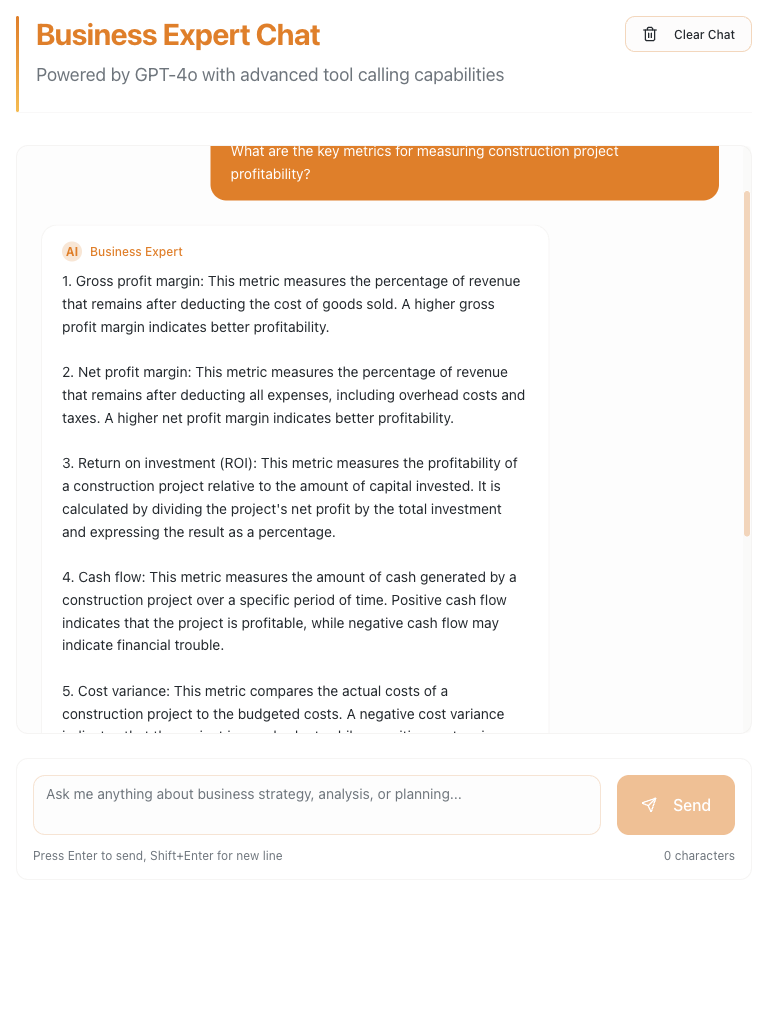 Business Expert Chat
Clear Chat
Powered by GPT-4o with advanced tool calling capabilities
What are the key metrics for measuring construction project
profitability?
AI Business Expert
1. Gross profit margin: This metric measures the percentage of revenue
that remains after deducting the cost of goods sold. A higher gross
profit margin indicates better profitability.
2. Net profit margin: This metric measures the percentage of revenue
that remains after deducting all expenses, including overhead costs and
taxes. A higher net profit margin indicates better profitability.
3. Return on investment (ROI): This metric measures the profitability of
a construction project relative to the amount of capital invested. It is
calculated by dividing the project's net profit by the total investment
and expressing the result as a percentage.
4. Cash flow: This metric measures the amount of cash generated by a
construction project over a specific period of time. Positive cash flow
indicates that the project is profitable, while negative cash flow may
indicate financial trouble.
5. Cost variance: This metric compares the actual costs of a
construction project to the budgeted costs. A negative cost variance
Ask me anything about business strategy, analysis, or planning...
Send
Press Enter to send, Shift+Enter for new line
0 characters